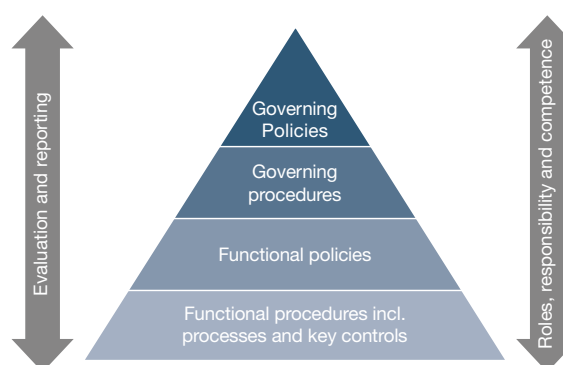 Evaluation and reporting
Governing
Policies
Governing
procedures
Functional policies
Functional procedures incl.
processes and key controls
Roles, responsibility and competence